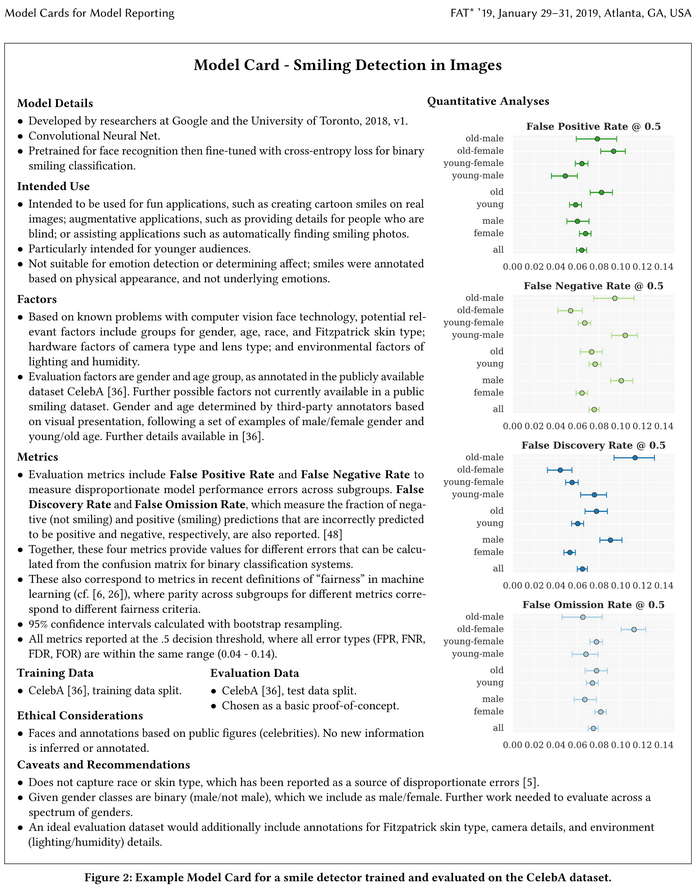 Model Cards for Model Reporting
FAT* '19, January 29–31, 2019, Atlanta, GA, USA
Model Card - Smiling Detection in Images
Model Details
• Developed by researchers at Google and the University of Toronto, 2018, v1.
• Convolutional Neural Net.
• Pretrained for face recognition then fine-tuned with cross-entropy loss for binary
smiling classification.
Intended Use
• Intended to be used for fun applications, such as creating cartoon smiles on real
images; augmentative applications, such as providing details for people who are
blind; or assisting applications such as automatically finding smiling photos.
• Particularly intended for younger audiences.
• Not suitable for emotion detection or determining affect; smiles were annotated
based on physical appearance, and not underlying emotions.
Factors
• Based on known problems with computer vision face technology, potential rel-
evant factors include groups for gender, age, race, and Fitzpatrick skin type;
hardware factors of camera type and lens type; and environmental factors of
lighting and humidity.
• Evaluation factors are gender and age group, as annotated in the publicly available
dataset CelebA [36]. Further possible factors not currently available in a public
smiling dataset. Gender and age determined by third-party annotators based
on visual presentation, following a set of examples of male/female gender and
young/old age. Further details available in [36].
Metrics
• Evaluation metrics include False Positive Rate and False Negative Rate to
measure disproportionate model performance errors across subgroups. False
Discovery Rate and False Omission Rate, which measure the fraction of nega-
tive (not smiling) and positive (smiling) predictions that are incorrectly predicted
to be positive and negative, respectively, are also reported. [48]
• Together, these four metrics provide values for different errors that can be calcu-
lated from the confusion matrix for binary classification systems.
• These also correspond to metrics in recent definitions of "fairness" in machine
learning (cf. [6, 26]), where parity across subgroups for different metrics corre-
spond to different fairness criteria.
• 95% confidence intervals calculated with bootstrap resampling.
• All metrics reported at the .5 decision threshold, where all error types (FPR, FNR,
FDR, FOR) are within the same range (0.04 - 0.14).
Training Data
• CelebA [36], training data split.
Evaluation Data
• CelebA [36], test data split.
• Chosen as a basic proof-of-concept.
Ethical Considerations
• Faces and annotations based on public figures (celebrities). No new information
is inferred or annotated.
Caveats and Recommendations
• Does not capture race or skin type, which has been reported as a source of disproportionate errors [5].
• Given gender classes are binary (male/not male), which we include as male/female. Further work needed to evaluate across a
spectrum of genders.
• An ideal evaluation dataset would additionally include annotations for Fitzpatrick skin type, camera details, and environment
(lighting/humidity) details.
Quantitative Analyses
False Positive Rate @ 0.5
old-male
old-female
young-female
young-male
old
young
male
female
all
0.00 0.02 0.04 0.06 0.08 0.10 0.12 0.14
False Negative Rate @ 0.5
old-male
old-female
young-female
young-male
old
young
male
female
all
0.00 0.02 0.04 0.06 0.08 0.10 0.12 0.14
False Discovery Rate @ 0.5
old-male
old-female
young-female
young-male
old
young
male
female
all
0.00 0.02 0.04 0.06 0.08 0.10 0.12 0.14
False Omission Rate @ 0.5
old-male
old-female
young-female
young-male
old
young
male
female
all
0.00 0.02 0.04 0.06 0.08 0.10 0.12 0.14
Figure 2: Example Model Card for a smile detector trained and evaluated on the CelebA dataset.